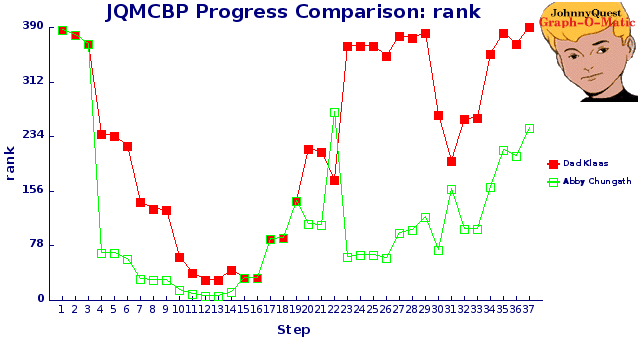 JQMCBP Progress Comparison: rank
JohnnyQuest
Graph-O-Matic
390
312
234
156
78
0
rank
1 2 3 4 5 6 7 8 9 10 11 12 13 14 15 16 17 18 19 20 21 22 23 24 25 26 27 28 29 30 31 32 33 34 35 36 37
Step
Dad Klaas
Abby Chungath